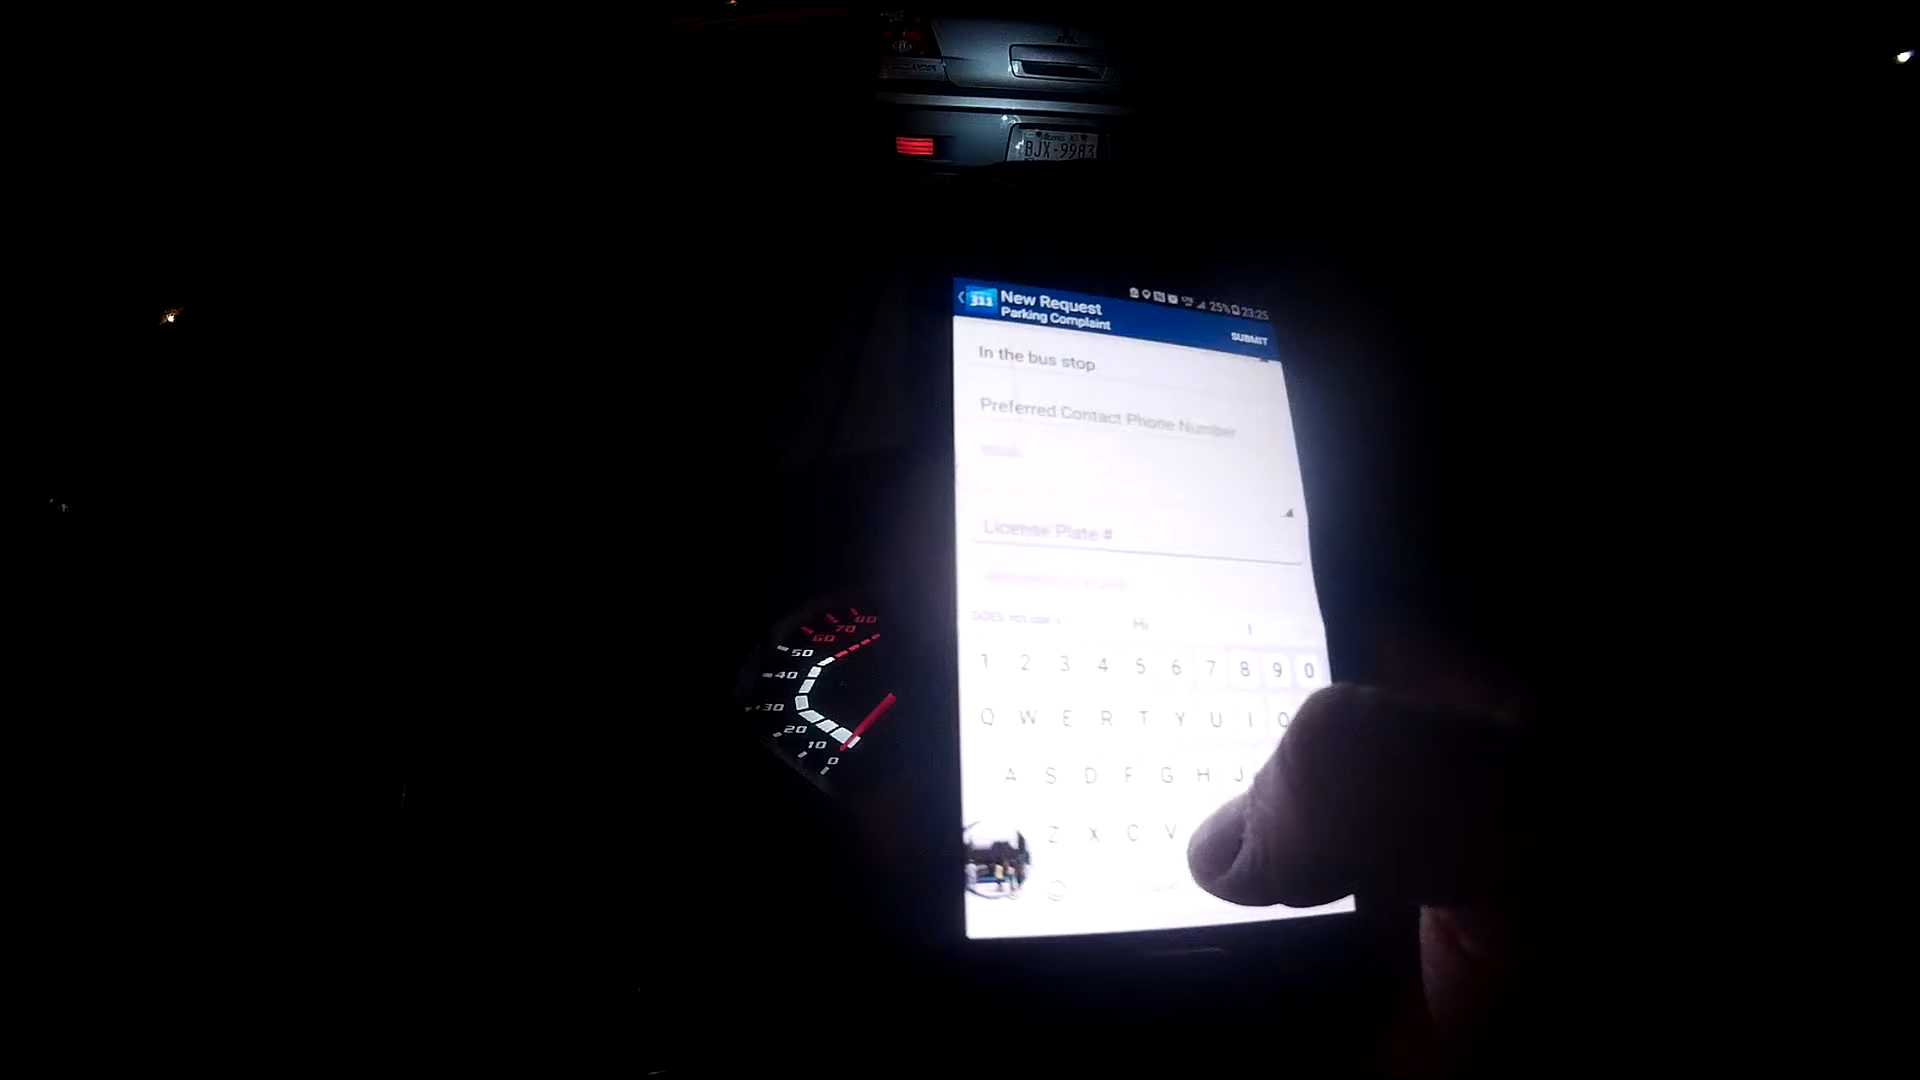 BJX-9983
311 New Request
Parking Complaint
25% 23:25
SUBMIT
In the bus stop
Preferred Contact Phone Number
License Plate #
Hi I
1 2 3 4 5 6 7 8 9 0
Q W E R T Y U I O
A S D F G H J
Z X C V
80
70
60
50
40
30
20
10
0